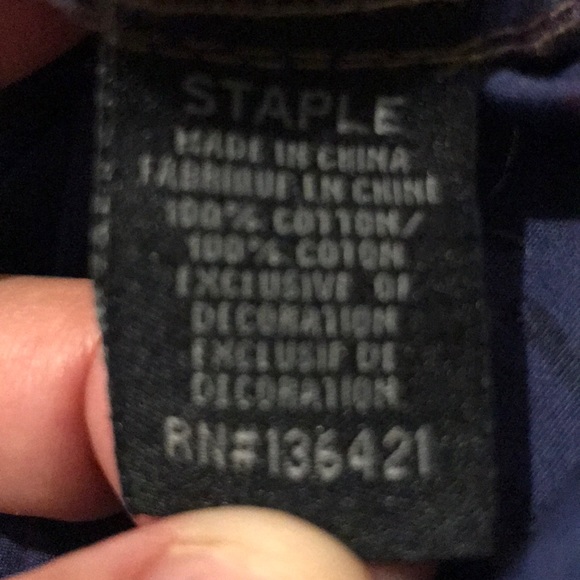 STAPLE
MADE IN CHINA
FABRIQUE EN CHINE
100% COTTON/
100% COTON
EXCLUSIVE OF
DECORATION
EXCLUSIF DE
DECORATION
RN#136421